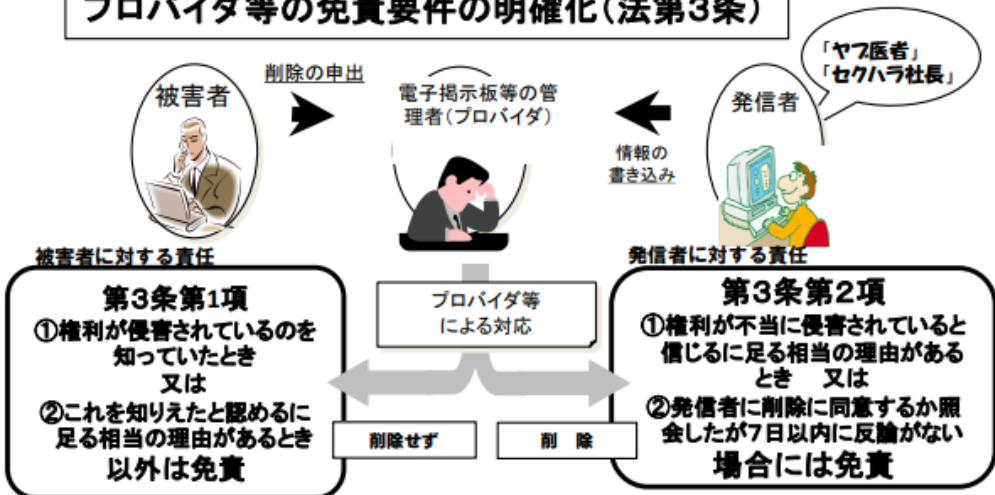 プロバイダ等の免責要件の明確化(法第3条)
「ヤブ医者」
「セクハラ社長」
削除の申出
被害者
電子掲示板等の管
理者(プロバイダ)
発信者
情報の
書き込み
被害者に対する責任
発信者に対する責任
第3条第1項
①権利が侵害されているのを
知っていたとき
又は
②これを知りえたと認めるに
足る相当の理由があるとき
以外は免責
プロバイダ等
による対応
削除せず
削 除
第3条第2項
①権利が不当に侵害されていると
信じるに足る相当の理由がある
とき 又は
②発信者に削除に同意するか照
会したが7日以内に反論がない
場合には免責